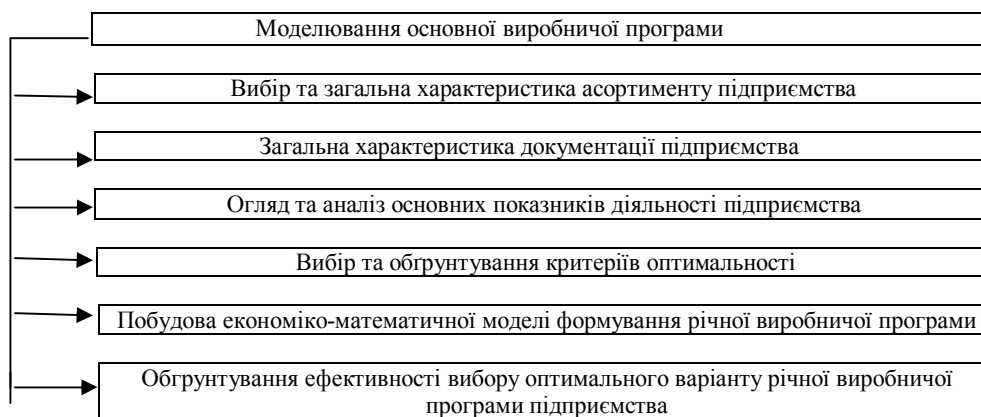 Моделювання основної виробничої програми
Вибір та загальна характеристика асортименту підприємства
Загальна характеристика документації підприємства
Огляд та аналіз основних показників діяльності підприємства
Вибір та обґрунтування критеріїв оптимальності
Побудова економіко-математичної моделі формування річної виробничої програми
Обгрунтування ефективності вибору оптимального варіанту річної виробничої
програми підприємства